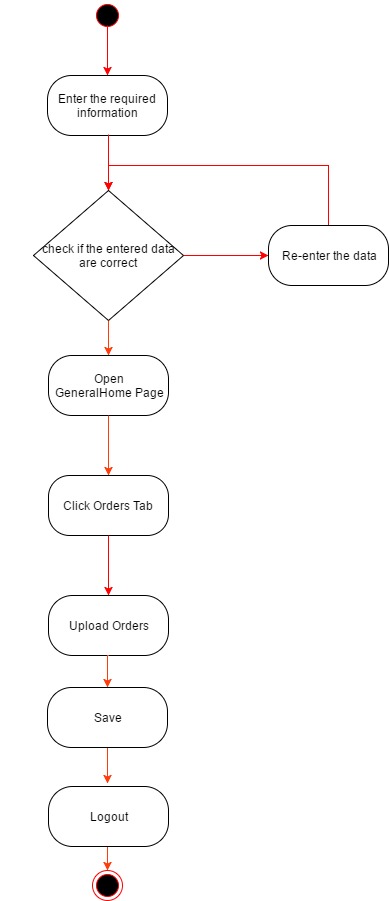 Enter the required
information
check if the entered data
are correct
Re-enter the data
Open
GeneralHome Page
Click Orders Tab
Upload Orders
Save
Logout